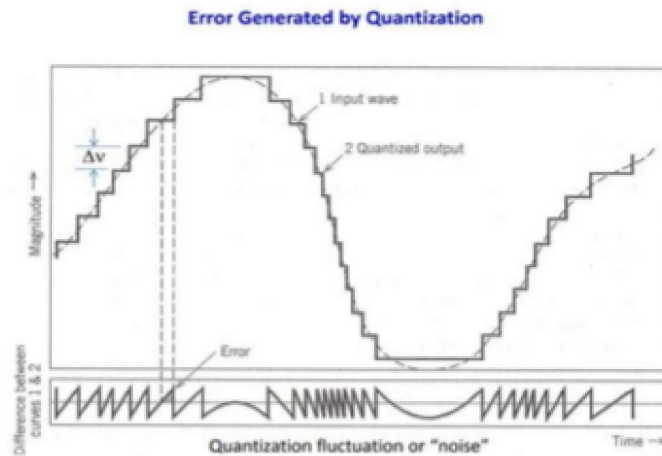 Error Generated by Quantization
1 Input wave
2 Quantized output
Δv
Magnitude →
Error
Difference between
curves 1 & 2
Time →
Quantization fluctuation or "noise"